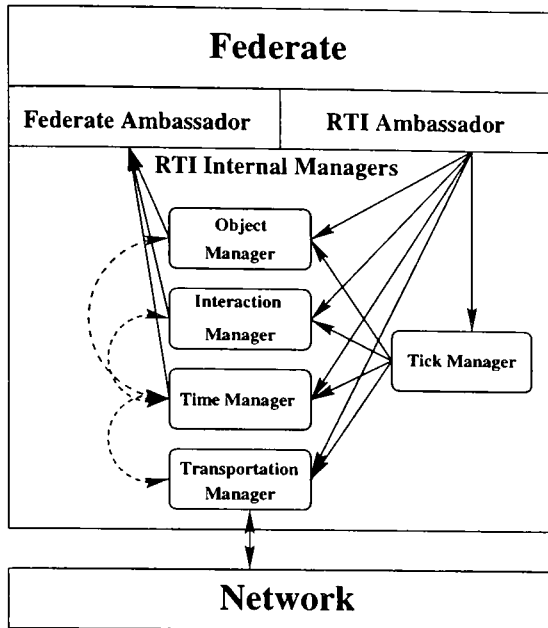 Federate
Federate Ambassador
RTI Ambassador
RTI Internal Managers
Object
Manager
Interaction
Manager
Tick Manager
Time Manager
Transportation
Manager
Network